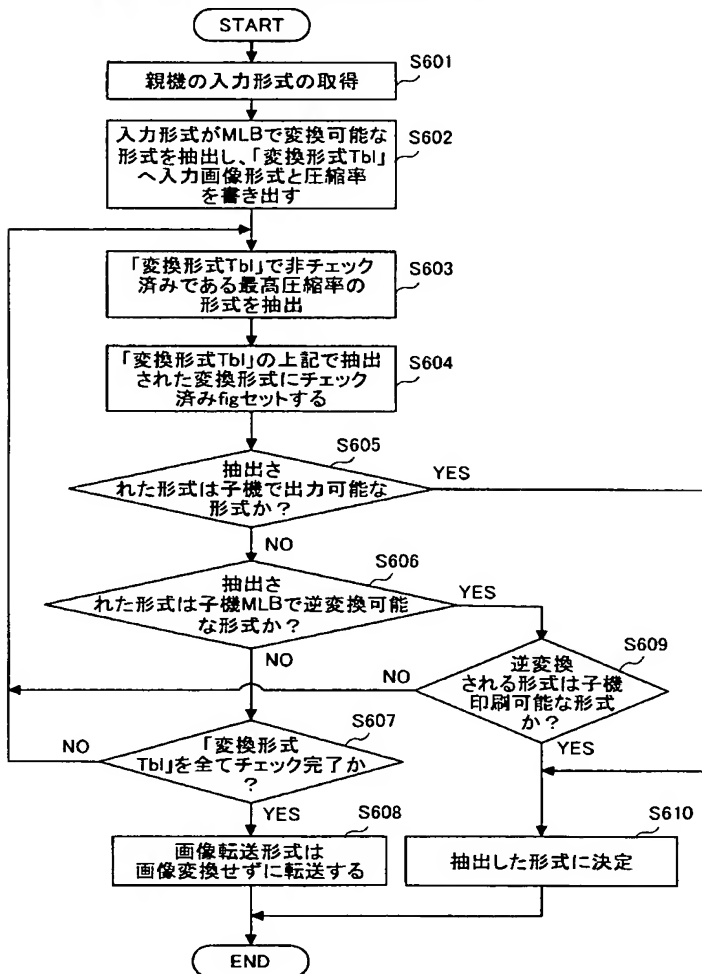 START
S601
親機の入力形式の取得
S602
入力形式がMLBで変換可能な
形式を抽出し、「変換形式Tbl」
へ入力画像形式と圧縮率
を書き出す
S603
「変換形式Tbl」で非チェック
済みである最高圧縮率の
形式を抽出
S604
「変換形式Tbl」の上記で抽出
された変換形式にチェック
済みfigセットする
S605
抽出さ
れた形式は子機で出力可能な
形式か？
YES
NO
S606
抽出さ
れた形式は子機MLBで逆変換可能
な形式か？
YES
NO
S609
逆変換
される形式は子機
印刷可能な形式
か？
NO
YES
S607
「変換形式
Tbl」を全てチェック完了か
？
NO
YES
S608
画像転送形式は
画像変換せずに転送する
S610
抽出した形式に決定
END